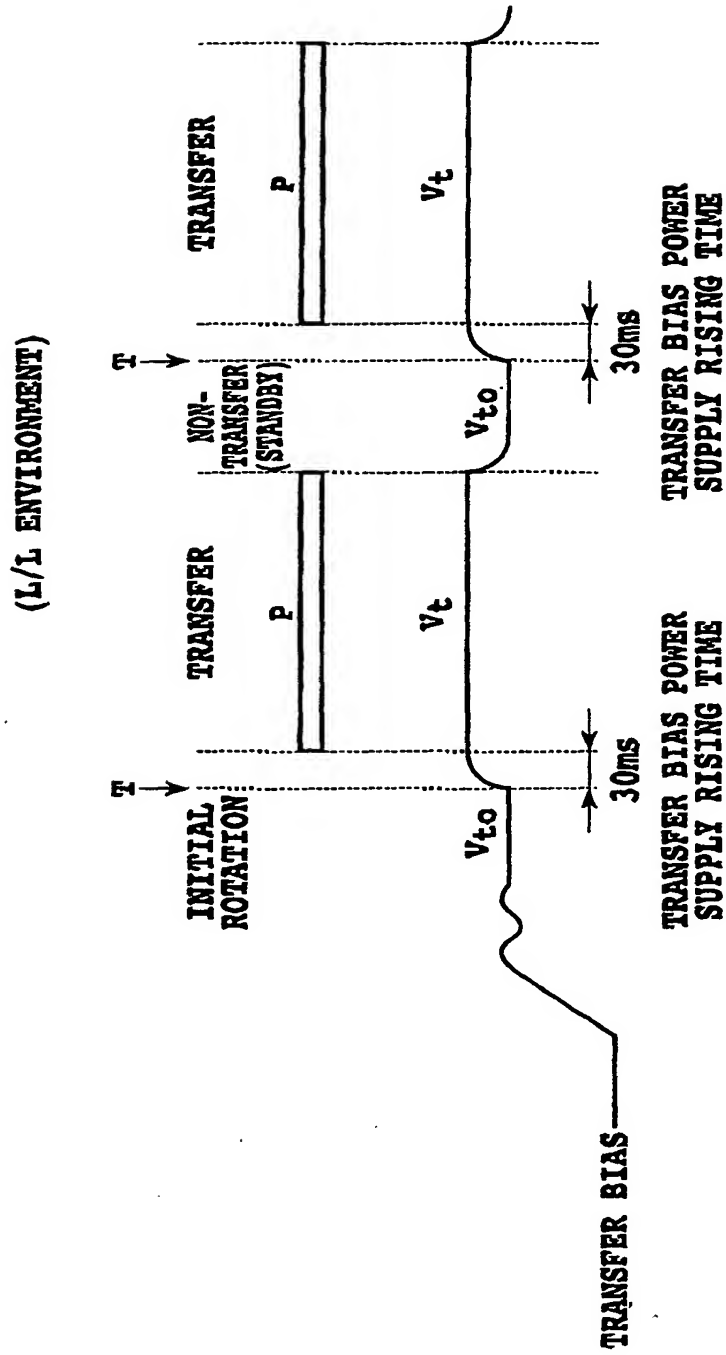 (L/L ENVIRONMENT)
T
T
INITIAL
ROTATION
TRANSFER
NON-
TRANSFER
(STANDBY)
TRANSFER
P
P
Vto
Vt
Vto
Vt
30ms
30ms
TRANSFER BIAS
TRANSFER BIAS POWER
SUPPLY RISING TIME
TRANSFER BIAS POWER
SUPPLY RISING TIME